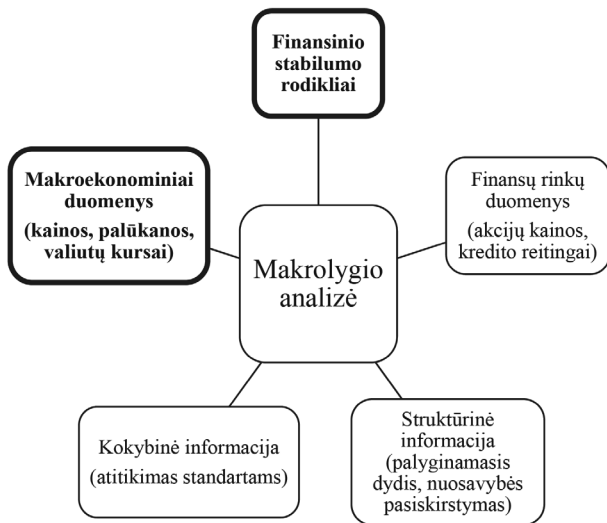 Finansinio
stabilumo
rodikliai
Makroekonominiai
duomenys
(kainos, palūkanos,
valiutų kursai)
Finansų rinkų
duomenys
(akcijų kainos,
kredito reitingai)
Makrolygio
analizė
Kokybinė informacija
(atitikimas standartams)
Struktūrinė
informacija
(palyginamasis
dydis, nuosavybės
pasiskirstymas)